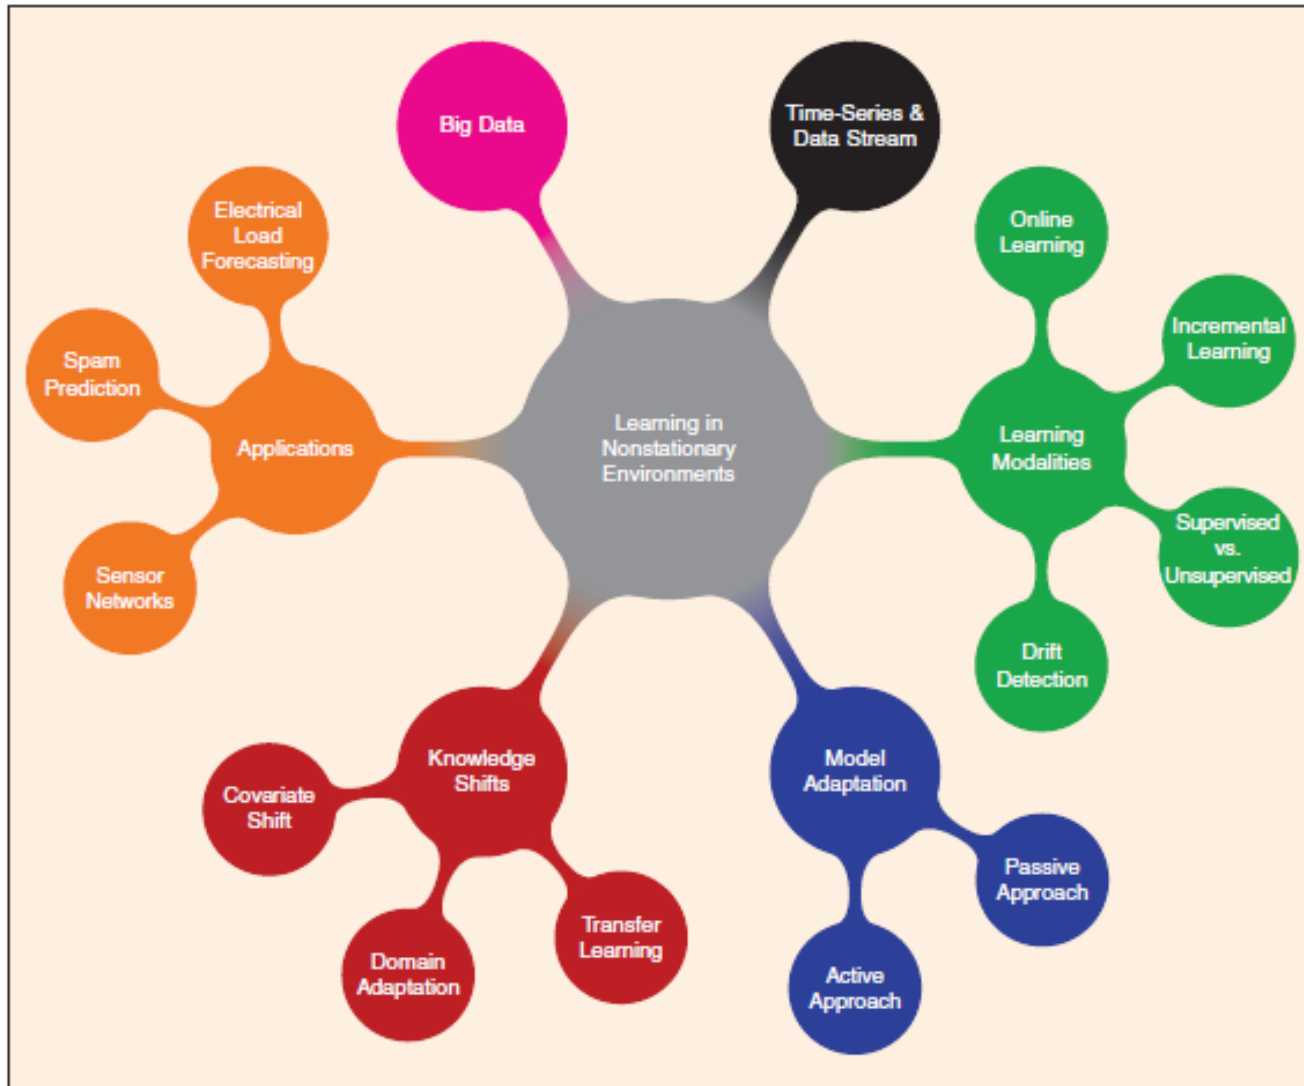 Big Data
Time-Series &
Data Stream
Electrical
Load
Forecasting
Online
Learning
Spam
Prediction
Incremental
Learning
Applications
Learning in
Nonstationary
Environments
Learning
Modalities
Sensor
Networks
Supervised
vs.
Unsupervised
Drift
Detection
Knowledge
Shifts
Model
Adaptation
Covariate
Shift
Passive
Approach
Transfer
Learning
Domain
Adaptation
Active
Approach